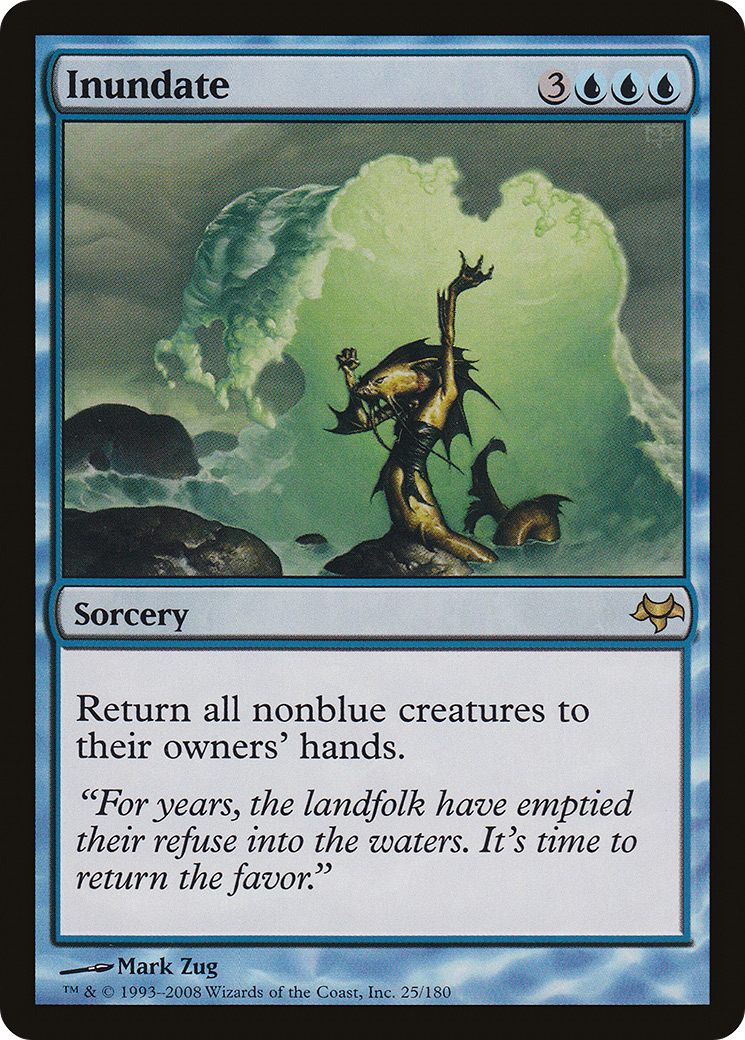 Inundate 3
Sorcery
Return all nonblue creatures to
their owners’ hands.
“For years, the landfolk have emptied
their refuse into the waters. It’s time to
return the favor.”
Mark Zug
™ & © 1993–2008 Wizards of the Coast, Inc. 25/180